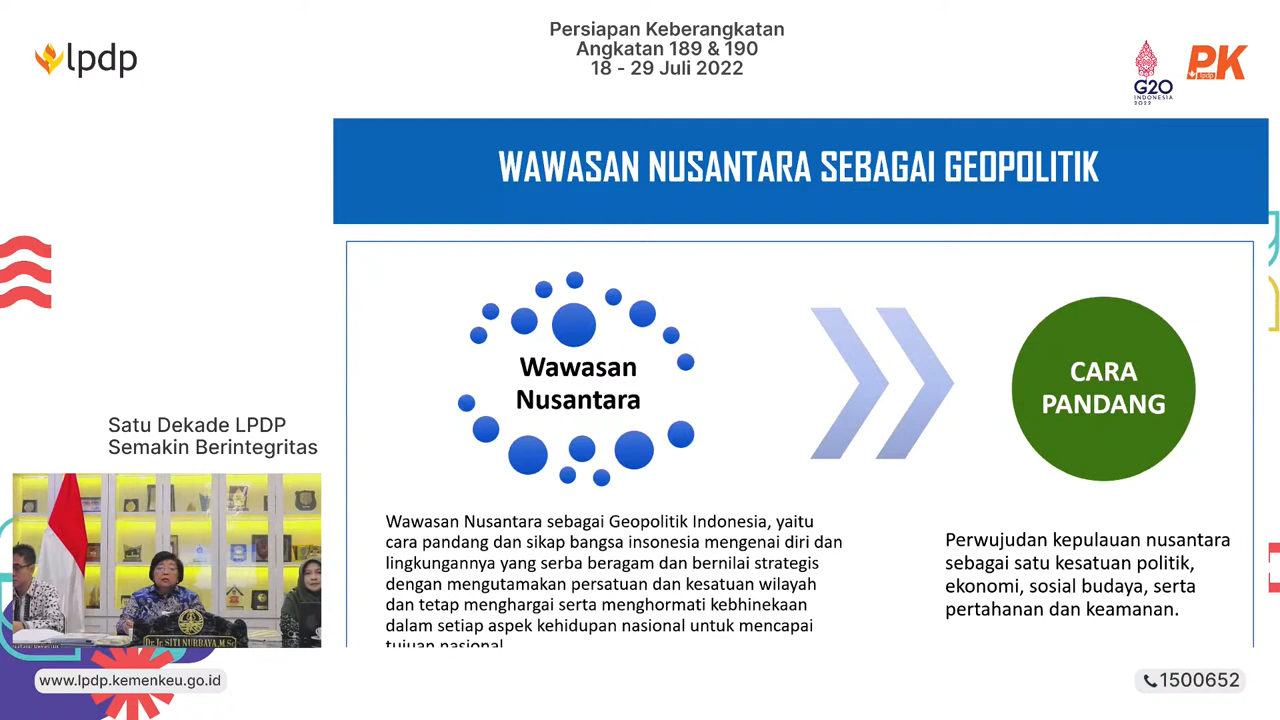 lpdp
Persiapan Keberangkatan
Angkatan 189 & 190
18 - 29 Juli 2022
G20
INDONESIA
2022
PK
lpdp
WAWASAN NUSANTARA SEBAGAI GEOPOLITIK
Wawasan
Nusantara
CARA
PANDANG
Wawasan Nusantara sebagai Geopolitik Indonesia, yaitu
cara pandang dan sikap bangsa insonesia mengenai diri dan
lingkungannya yang serba beragam dan bernilai strategis
dengan mengutamakan persatuan dan kesatuan wilayah
dan tetap menghargai serta menghormati kebhinekaan
dalam setiap aspek kehidupan nasional untuk mencapai
tujuan nasional.
Perwujudan kepulauan nusantara
sebagai satu kesatuan politik,
ekonomi, sosial budaya, serta
pertahanan dan keamanan.
Satu Dekade LPDP
Semakin Berintegritas
Dr. Ir. SITI NURBAYA, M.Sc
www.lpdp.kemenkeu.go.id
1500652